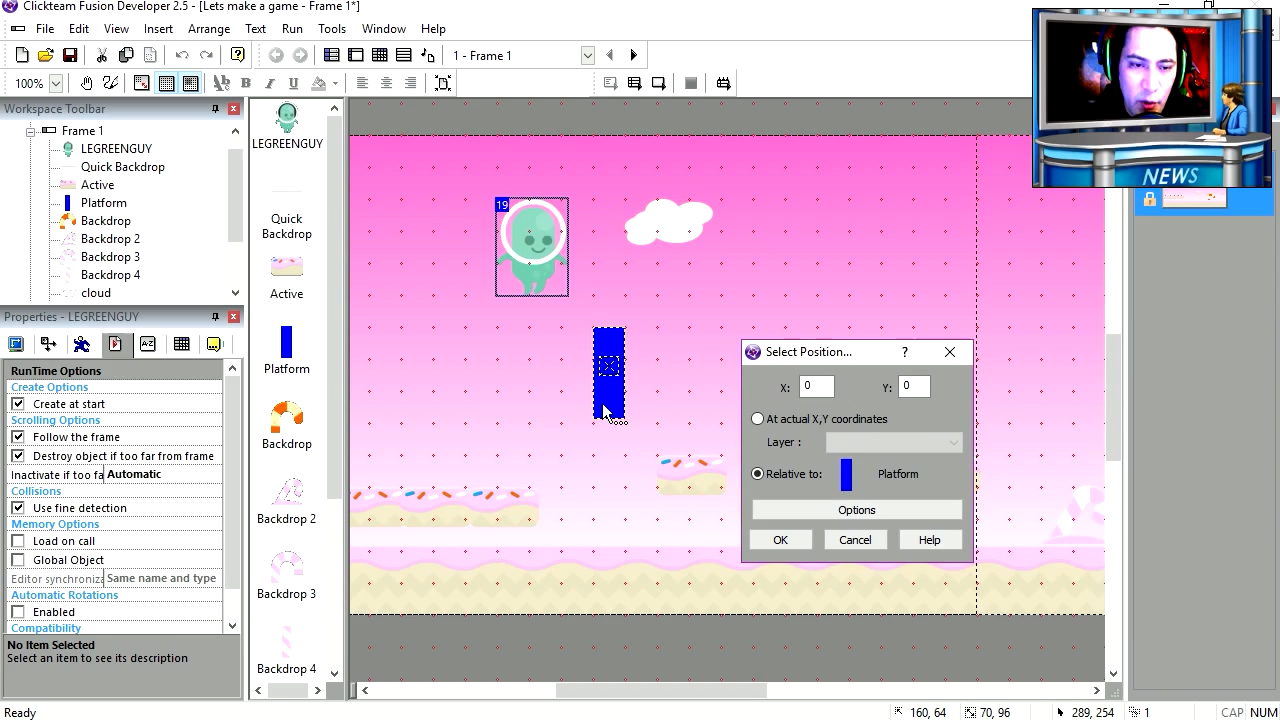 Clickteam Fusion Developer 2.5 - [Lets make a game - Frame 1*]
File Edit View Insert Arrange Text Run Tools Window Help
1 - Frame 1
100%
Workspace Toolbar
Frame 1
LEGREENGUY
Quick Backdrop
Active
Platform
Backdrop
Backdrop 2
Backdrop 3
Backdrop 4
cloud
Properties - LEGREENGUY
RunTime Options
Create Options
Create at start
Scrolling Options
Follow the frame
Destroy object if too far from frame
Inactivate if too fa Automatic
Collisions
Use fine detection
Memory Options
Load on call
Global Object
Editor synchroniza Same name and type
Automatic Rotations
Enabled
Compatibility
No Item Selected
Select an item to see its description
LEGREENGUY
Quick
Backdrop
Active
Platform
Backdrop
Backdrop 2
Backdrop 3
Backdrop 4
19
Select Position...
X: 0 Y: 0
At actual X,Y coordinates
Layer :
Relative to: Platform
Options
OK Cancel Help
NEWS
Ready
160, 64 70, 96 289, 254 1 CAP NUM